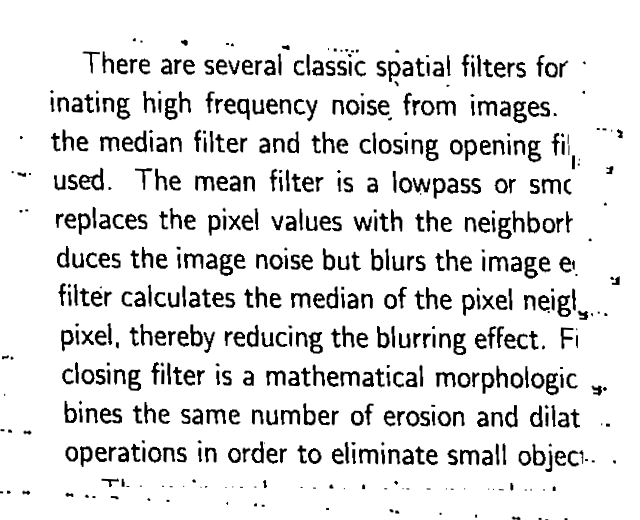 There are several classic spatial filters for
inating high frequency noise from images.
the median filter and the closing opening fil
used. The mean filter is a lowpass or smo
replaces the pixel values with the neighborh
duces the image noise but blurs the image e
filter calculates the median of the pixel neigl
pixel, thereby reducing the blurring effect. Fi
closing filter is a mathematical morphologic
bines the same number of erosion and dilat
operations in order to eliminate small objec